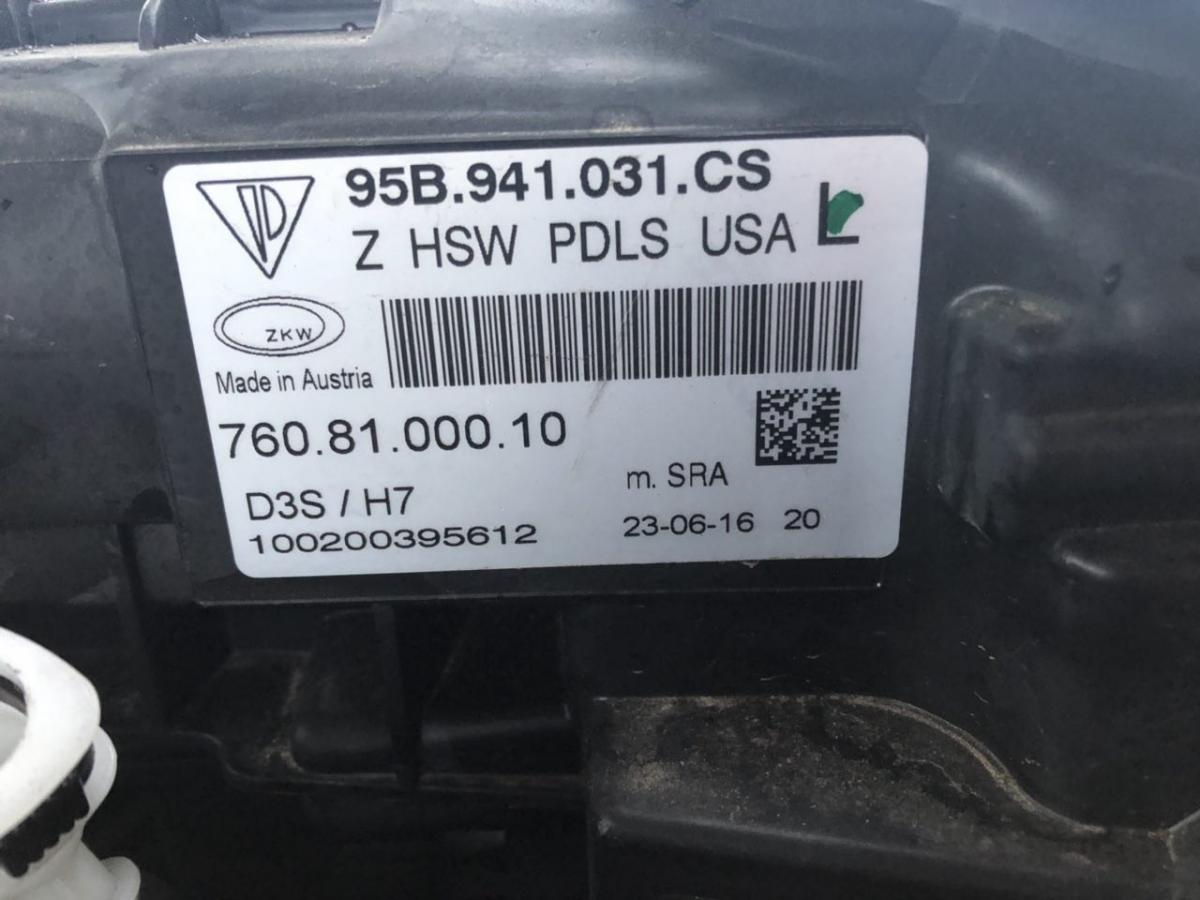 95B.941.031.CS
Z HSW PDLS USA L
ZKW
Made in Austria
760.81.000.10
D3S / H7
m. SRA
100200395612
23-06-16 20